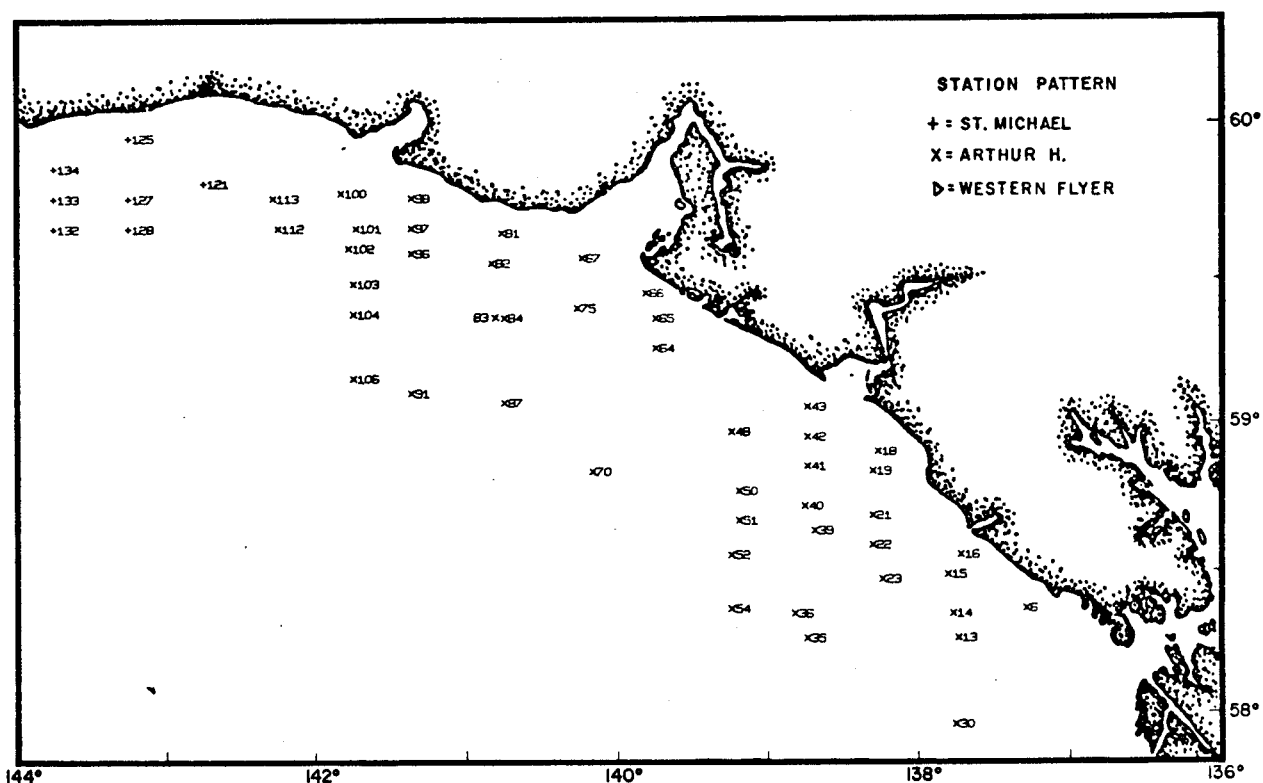 STATION PATTERN
+ = ST. MICHAEL
X = ARTHUR H.
▷ = WESTERN FLYER
60°
+125
+134
+121
+133
+127
x113
x100
x99
+132
+128
x112
x101
x97
x81
x102
x96
x82
x67
x103
x66
x75
x104
83x
x84
x65
x64
x106
x91
x87
x43
59°
x48
x42
x18
x41
x19
x70
x50
x40
x21
x51
x39
x22
x52
x16
x15
x23
x54
x36
x14
x6
x35
x13
58°
x30
144°
142°
140°
138°
136°